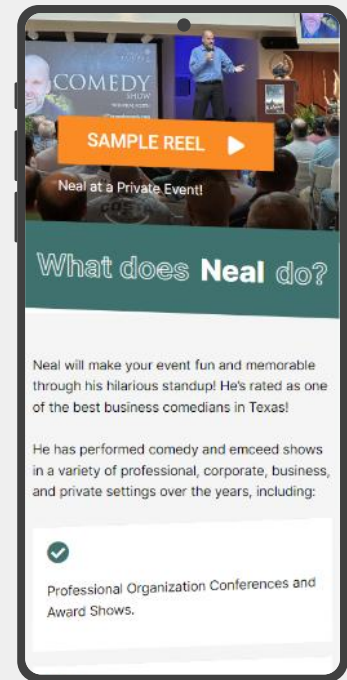 COMEDY
SHOW
SAMPLE REEL
Neal at a Private Event!
What does Neal do?
Neal will make your event fun and memorable
through his hilarious standup! He's rated as one
of the best business comedians in Texas!
He has performed comedy and emceed shows
in a variety of professional, corporate, business,
and private settings over the years, including:
Professional Organization Conferences and
Award Shows.